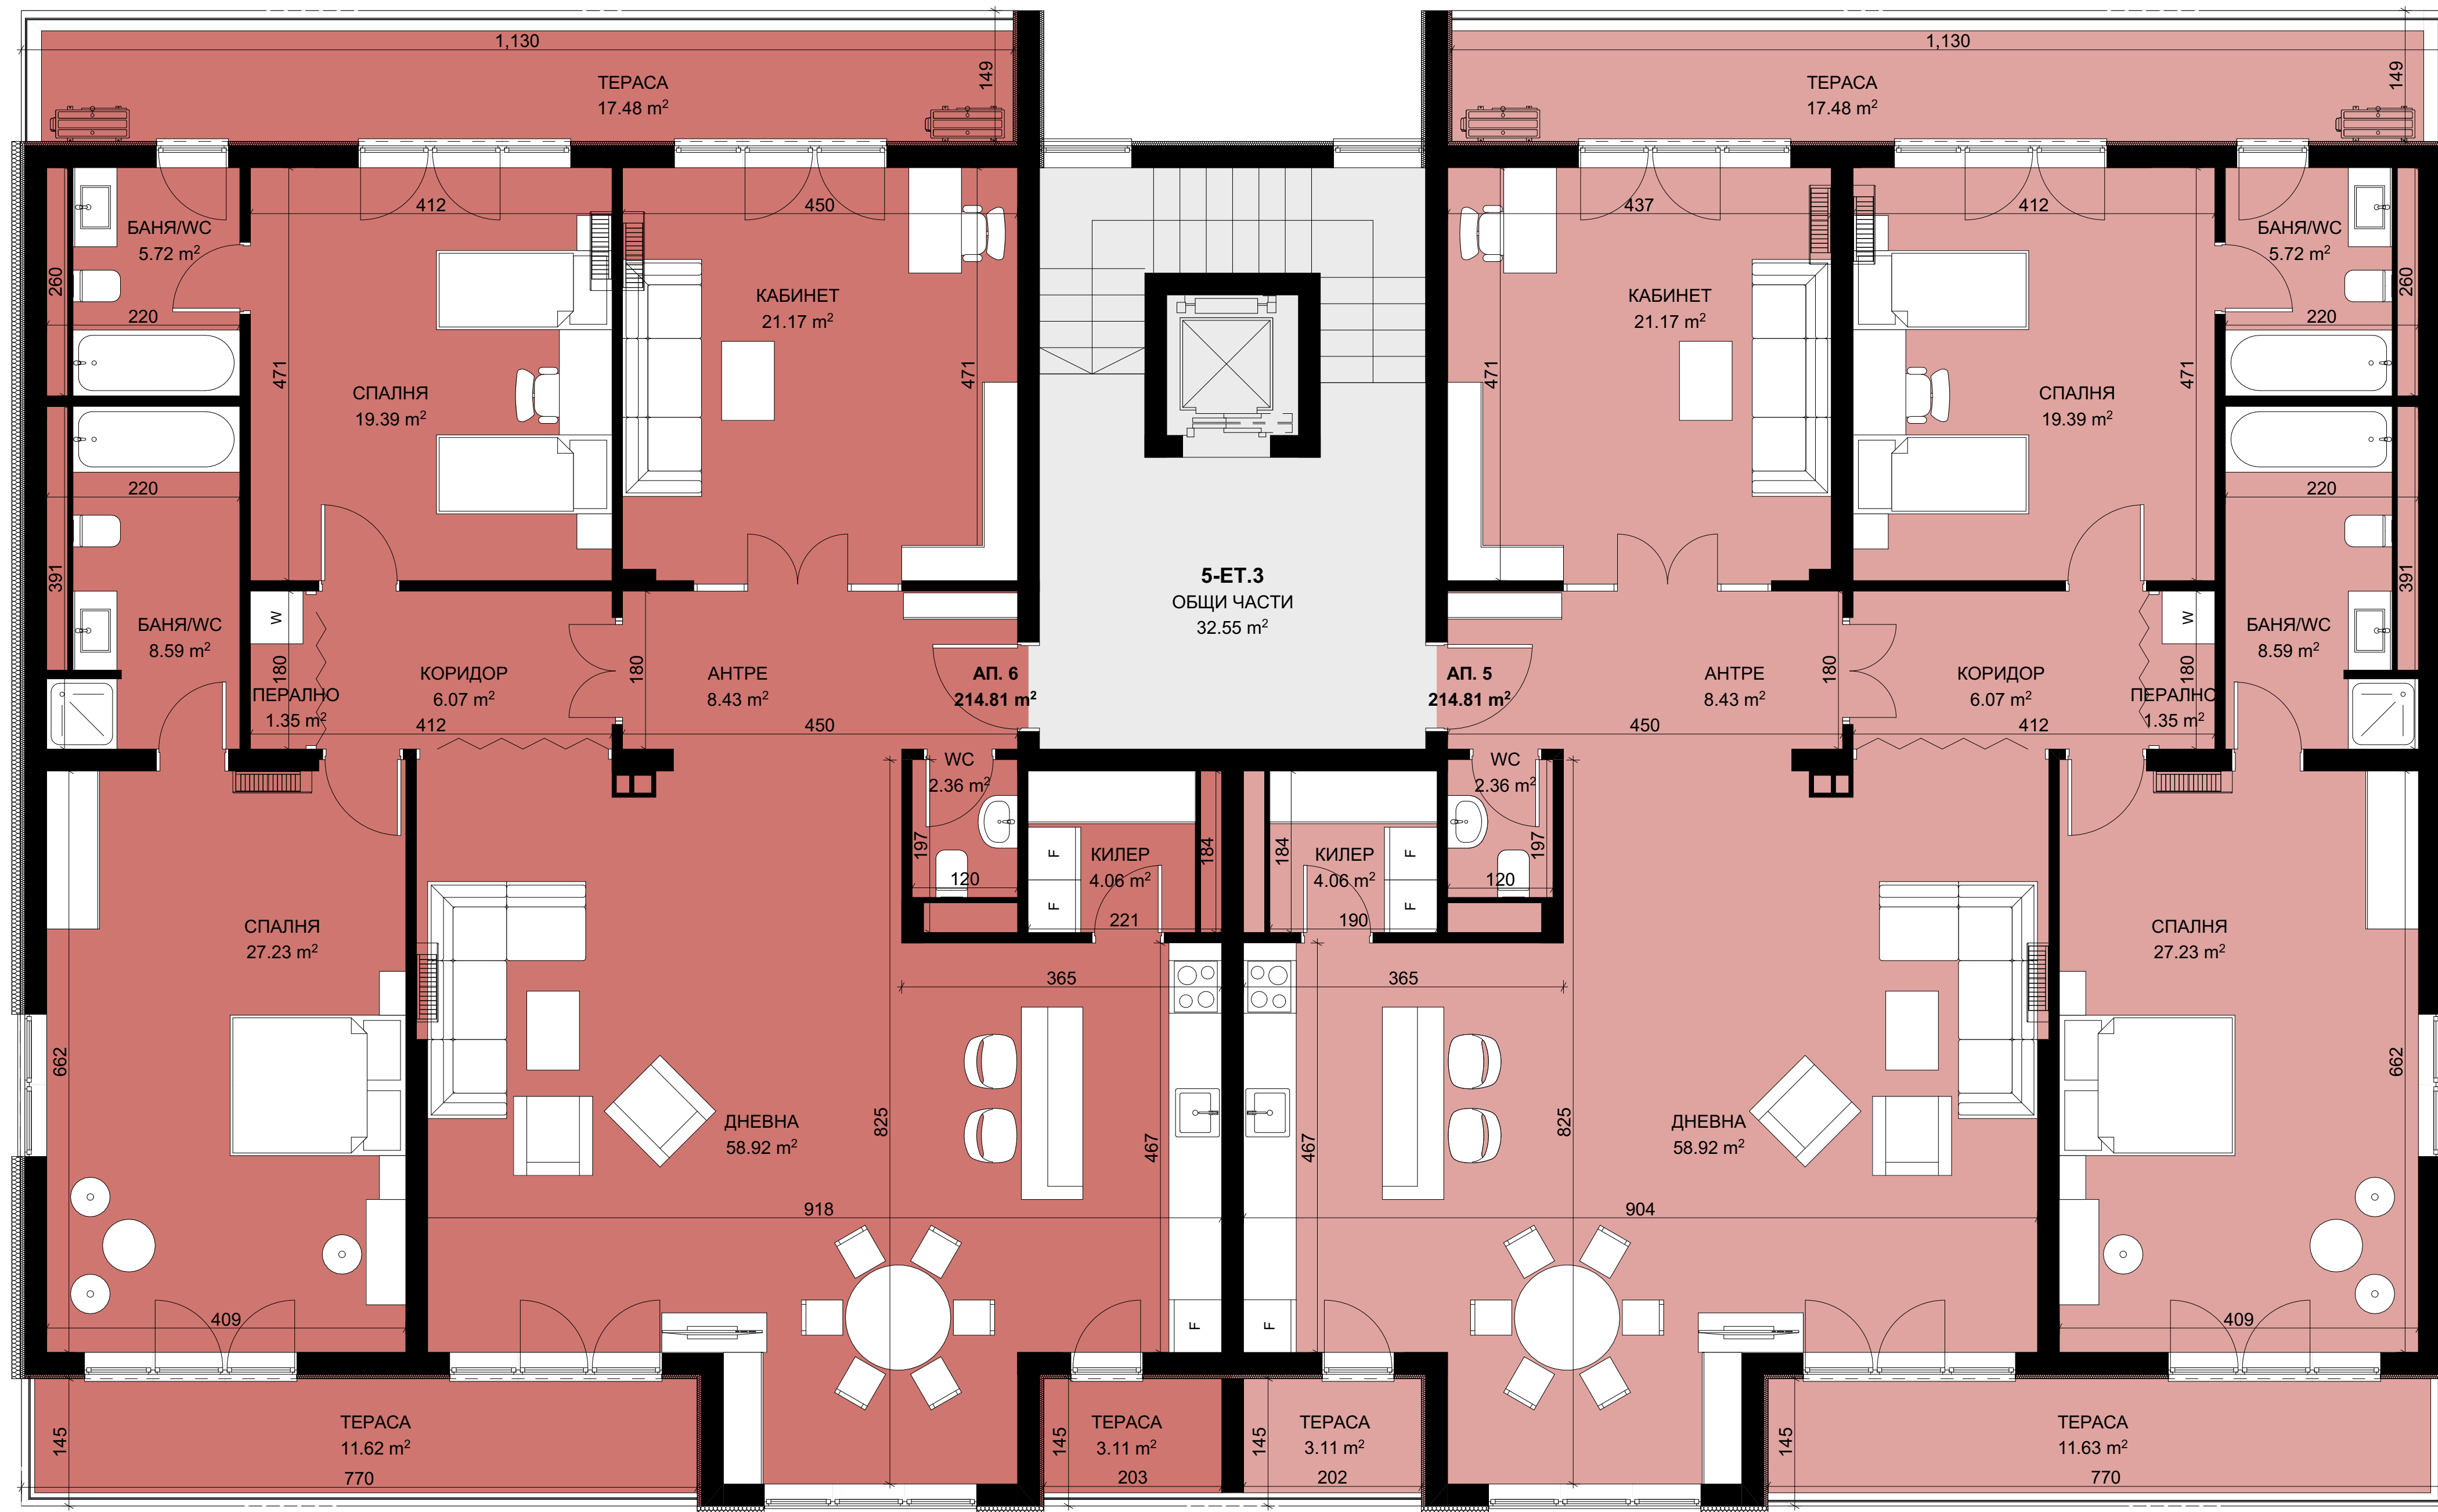 1,130
1,130
149
149
ТЕРАСА
17.48 m²
ТЕРАСА
17.48 m²
412
450
437
412
БАНЯ/WC
5.72 m²
БАНЯ/WC
5.72 m²
260
260
КАБИНЕТ
21.17 m²
КАБИНЕТ
21.17 m²
220
220
471
471
471
471
СПАЛНЯ
19.39 m²
СПАЛНЯ
19.39 m²
220
220
391
391
5-ЕТ.3
ОБЩИ ЧАСТИ
32.55 m²
W
W
БАНЯ/WC
8.59 m²
БАНЯ/WC
8.59 m²
180
180
180
180
КОРИДОР
6.07 m²
АНТРЕ
8.43 m²
АП. 6
214.81 m²
АП. 5
214.81 m²
АНТРЕ
8.43 m²
КОРИДОР
6.07 m²
ПЕРАЛНО
1.35 m²
ПЕРАЛНО
1.35 m²
412
450
450
412
WC
2.36 m²
WC
2.36 m²
197
184
184
197
F
F
F
F
КИЛЕР
4.06 m²
КИЛЕР
4.06 m²
120
120
221
190
СПАЛНЯ
27.23 m²
СПАЛНЯ
27.23 m²
365
365
662
662
ДНЕВНА
58.92 m²
ДНЕВНА
58.92 m²
825
467
467
825
918
904
409
409
F
F
ТЕРАСА
11.62 m²
ТЕРАСА
3.11 m²
ТЕРАСА
3.11 m²
ТЕРАСА
11.63 m²
145
145
145
145
770
203
202
770